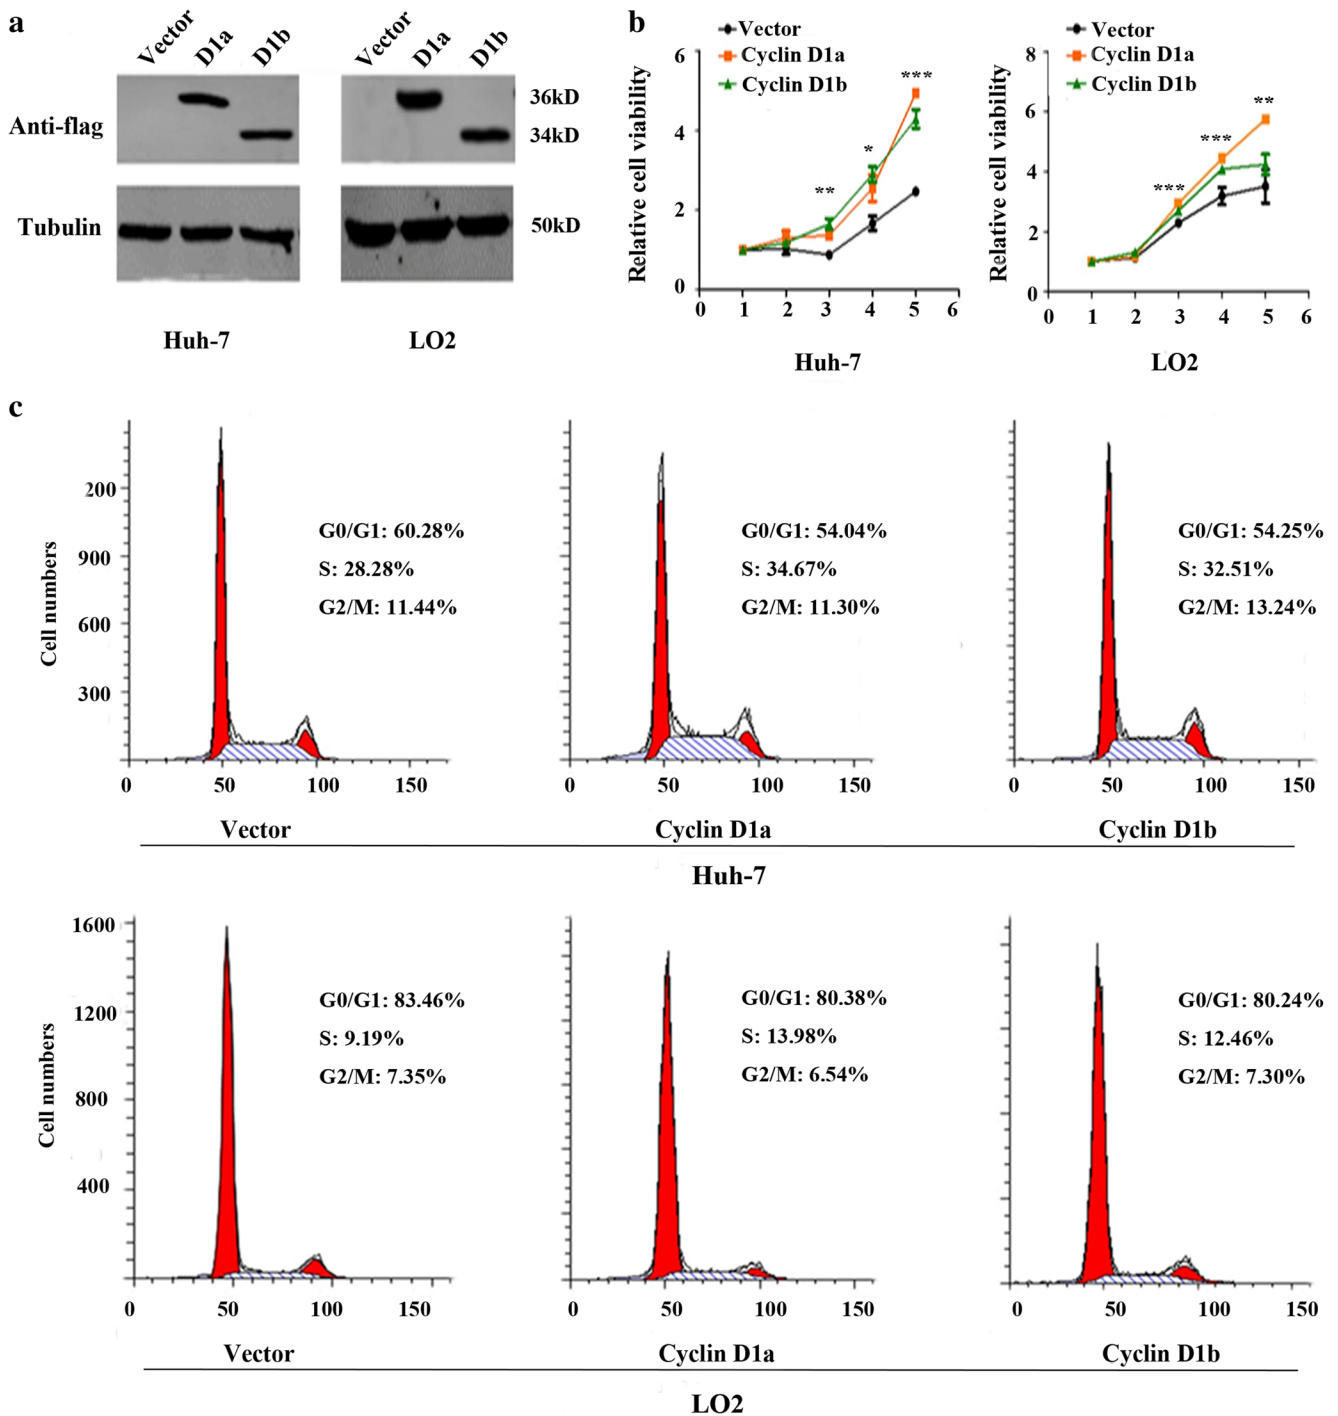 a
Vector D1a D1b Vector D1a D1b
Anti-flag
36kD
34kD
Tubulin
50kD
Huh-7 LO2
b
Vector
Cyclin D1a
Cyclin D1b
Relative cell viability
6
4
2
0
** * ***
0 1 2 3 4 5 6
Huh-7
Vector
Cyclin D1a
Cyclin D1b
Relative cell viability
8
6
4
2
0
*** *** **
0 1 2 3 4 5 6
LO2
c
Cell numbers
200
900
600
300
G0/G1: 60.28%
S: 28.28%
G2/M: 11.44%
0 50 100 150
Vector
G0/G1: 54.04%
S: 34.67%
G2/M: 11.30%
0 50 100 150
Cyclin D1a
G0/G1: 54.25%
S: 32.51%
G2/M: 13.24%
0 50 100 150
Cyclin D1b
Huh-7
Cell numbers
1600
1200
800
400
G0/G1: 83.46%
S: 9.19%
G2/M: 7.35%
0 50 100 150
Vector
G0/G1: 80.38%
S: 13.98%
G2/M: 6.54%
0 50 100 150
Cyclin D1a
G0/G1: 80.24%
S: 12.46%
G2/M: 7.30%
0 50 100 150
Cyclin D1b
LO2